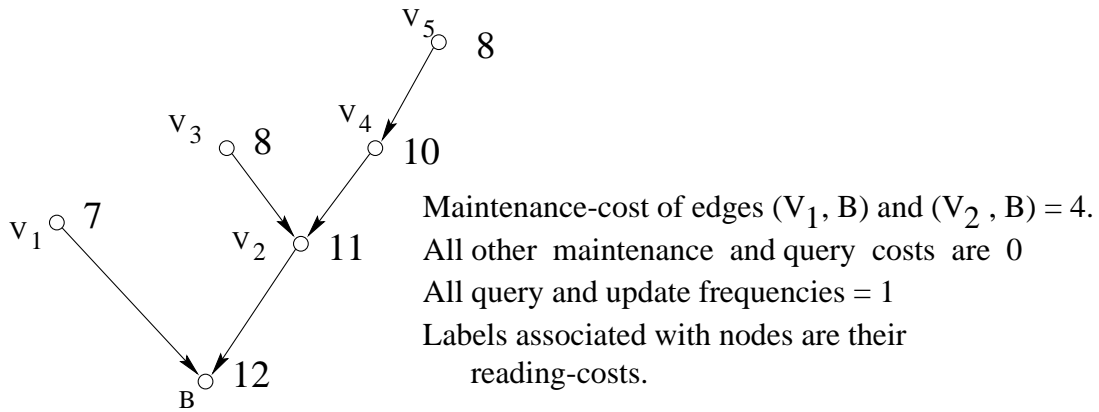 V5 8
V3 8
V4 10
V1 7
V2 11
B 12
Maintenance-cost of edges (V1, B) and (V2 , B) = 4.
All other maintenance and query costs are 0
All query and update frequencies = 1
Labels associated with nodes are their
reading-costs.